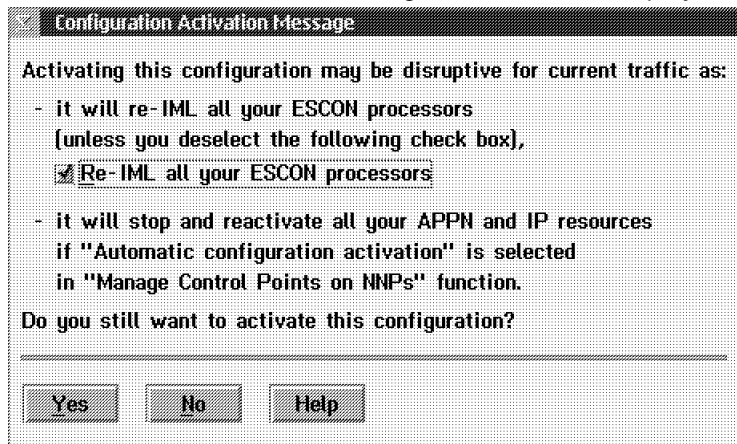 Configuration Activation Message
Activating this configuration may be disruptive for current traffic as:
- it will re-IML all your ESCON processors
(unless you deselect the following check box),
Re-IML all your ESCON processors
- it will stop and reactivate all your APPN and IP resources
if "Automatic configuration activation" is selected
in "Manage Control Points on NNPs" function.
Do you still want to activate this configuration?
Yes No Help